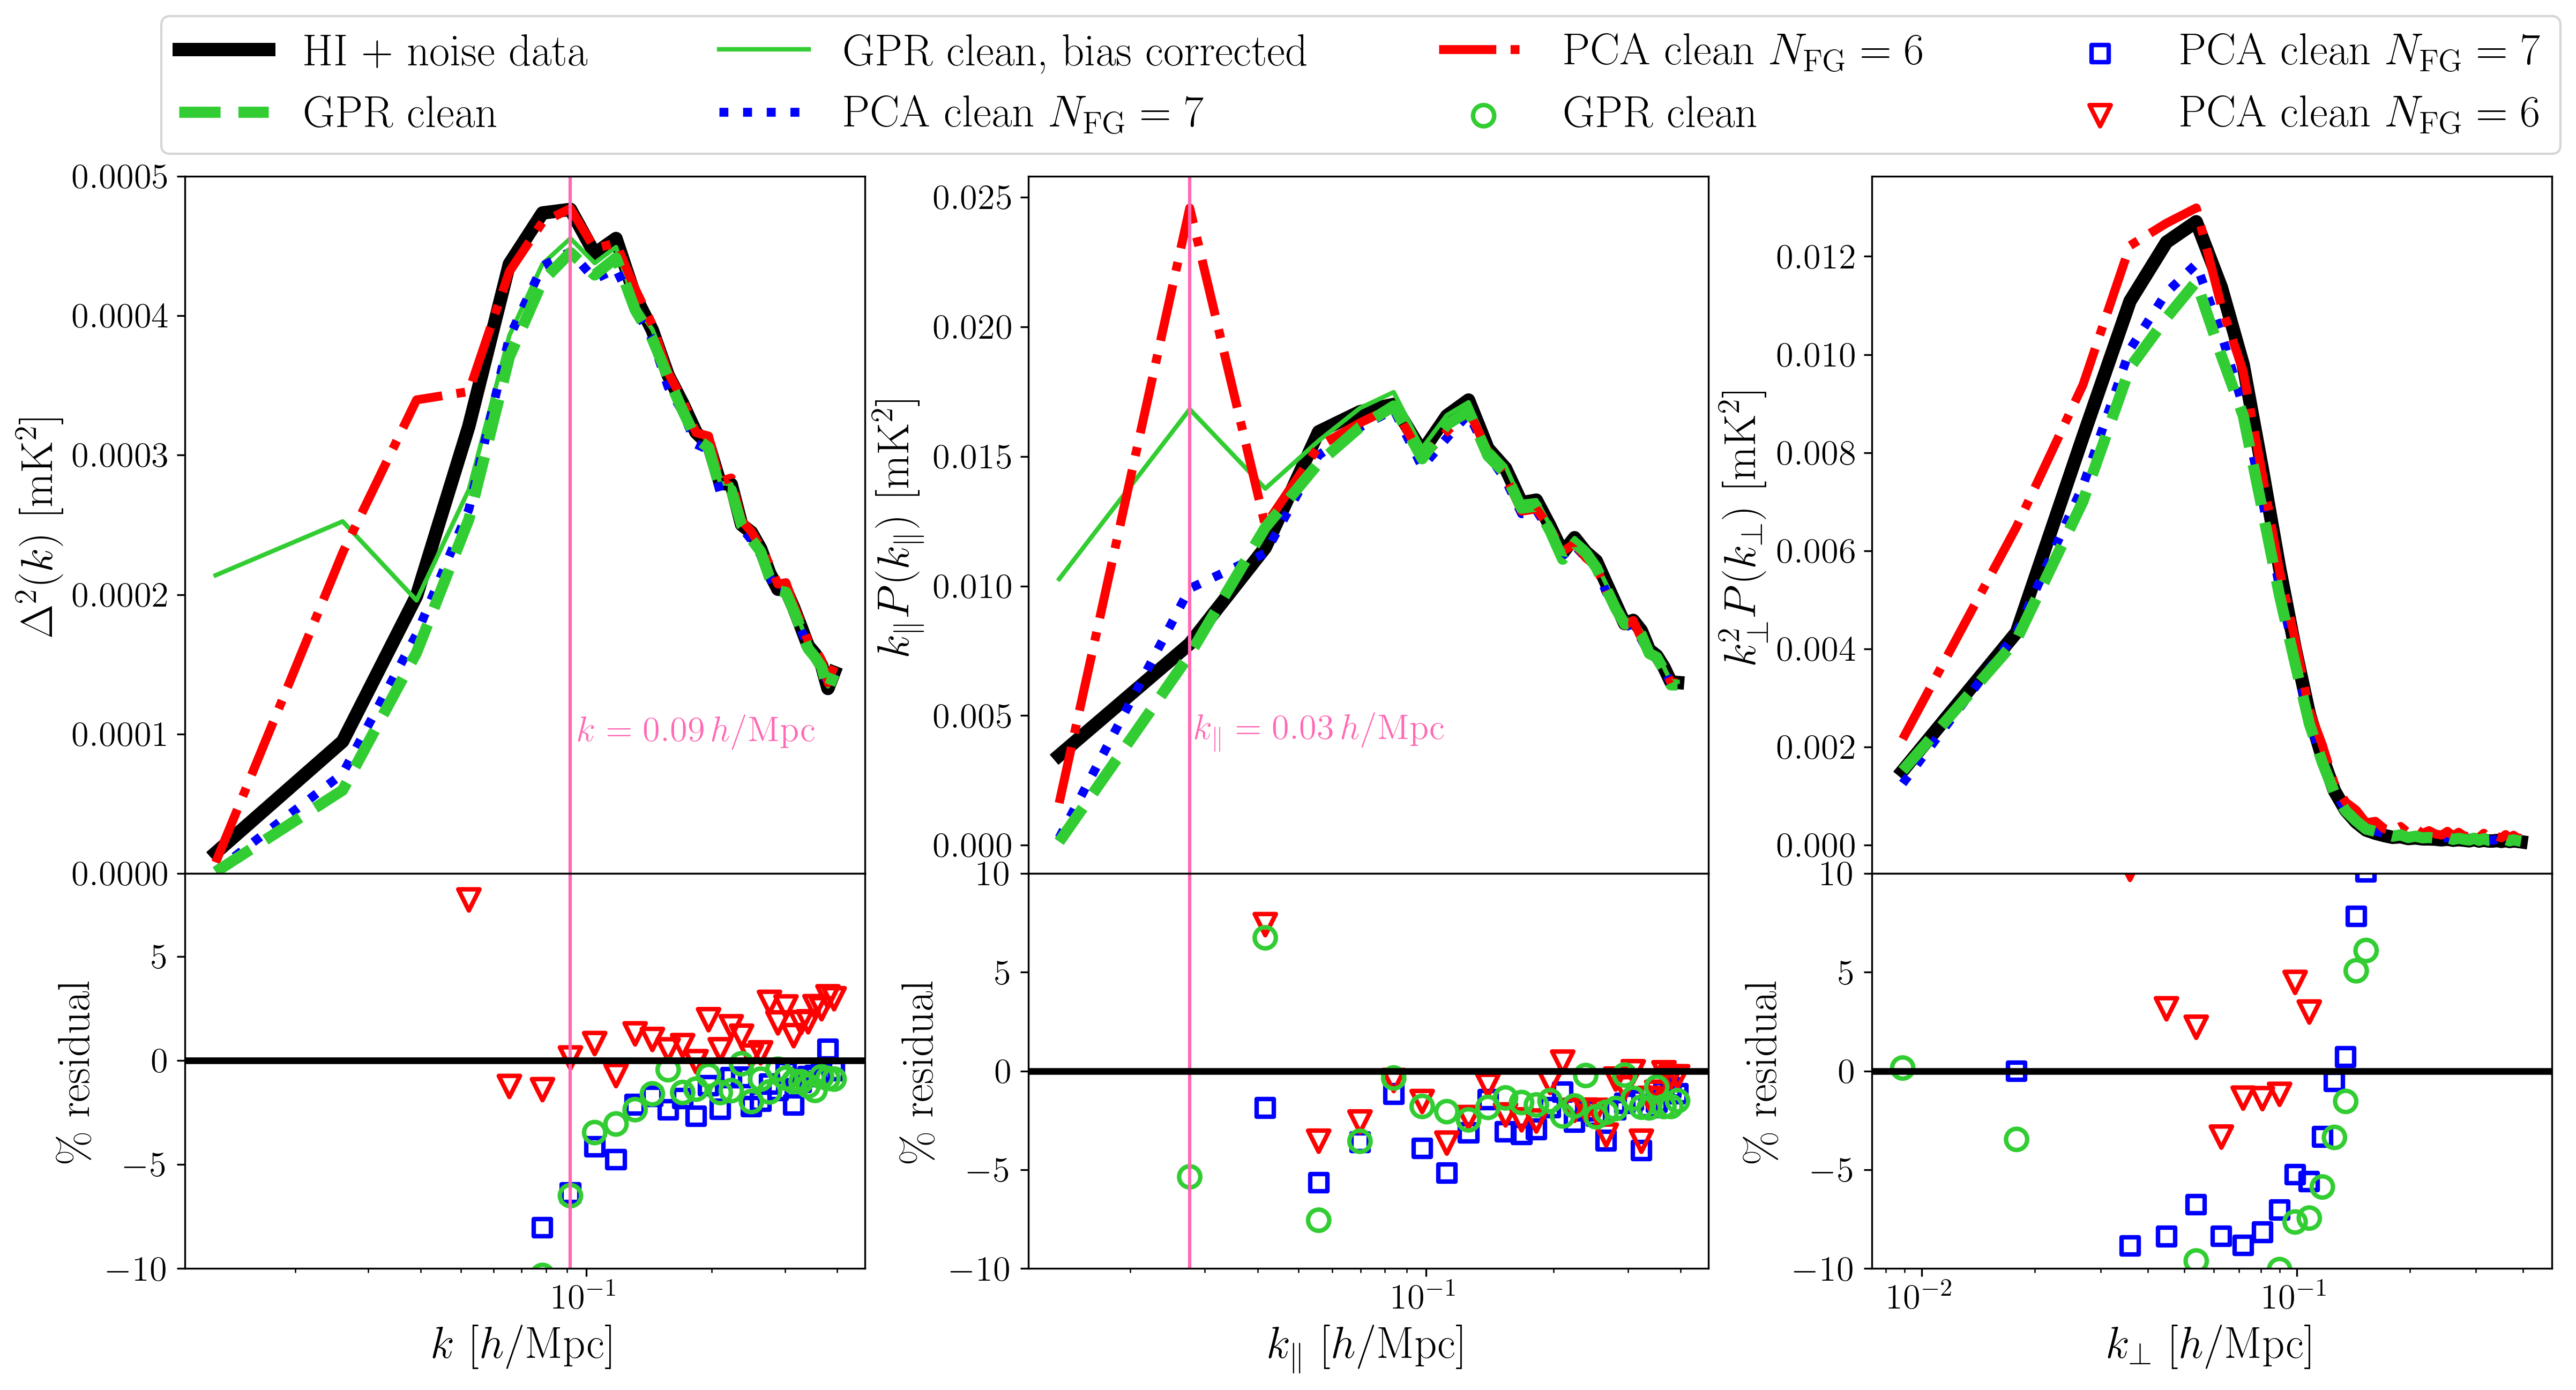 HI + noise data
GPR clean
GPR clean, bias corrected
PCA clean N_FG = 7
PCA clean N_FG = 6
GPR clean
PCA clean N_FG = 7
PCA clean N_FG = 6
Δ²(k) [mK²]
0.0005
0.0004
0.0003
0.0002
0.0001
0.0000
k = 0.09 h/Mpc
% residual
5
0
−5
−10
10⁻¹
k [h/Mpc]
k_∥P(k_∥) [mK²]
0.025
0.020
0.015
0.010
0.005
0.000
k_∥ = 0.03 h/Mpc
% residual
10
5
0
−5
−10
10⁻¹
k_∥ [h/Mpc]
k²_⊥P(k_⊥) [mK²]
0.012
0.010
0.008
0.006
0.004
0.002
0.000
% residual
10
5
0
−5
−10
10⁻²
10⁻¹
k_⊥ [h/Mpc]